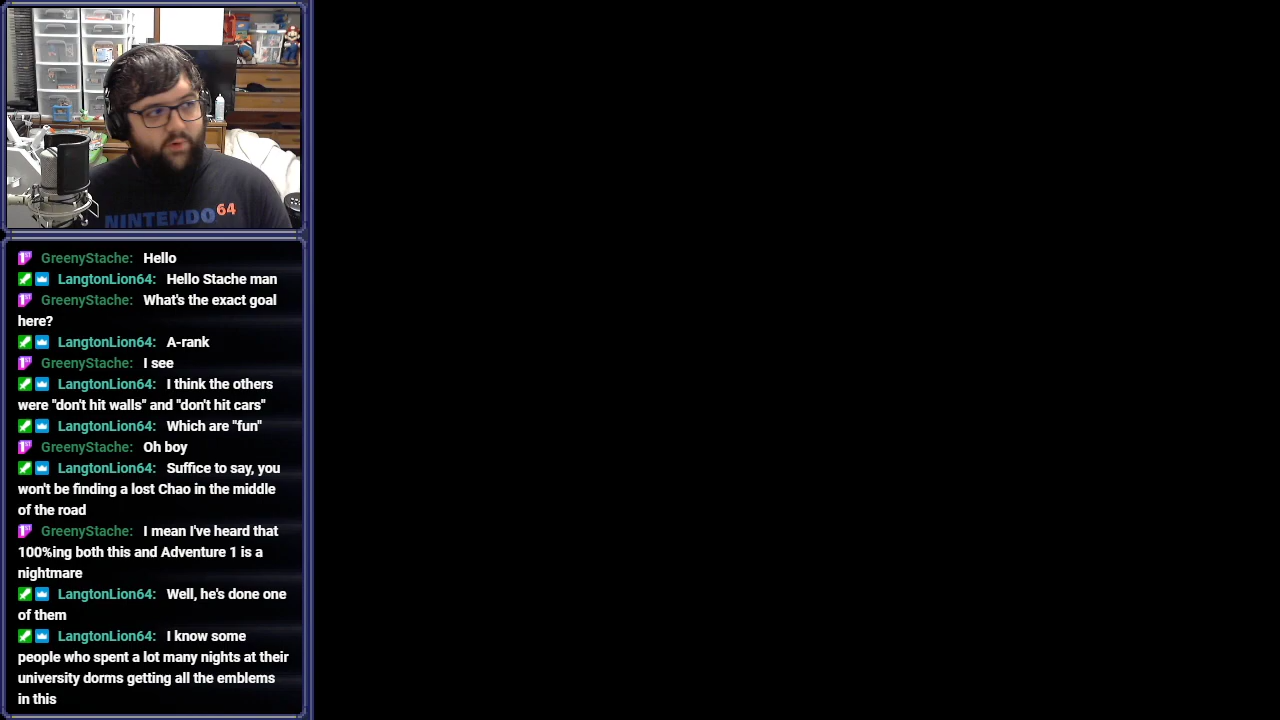 NINTENDO 64
GreenyStache: Hello
LangtonLion64: Hello Stache man
GreenyStache: What's the exact goal
here?
LangtonLion64: A-rank
GreenyStache: I see
LangtonLion64: I think the others
were "don't hit walls" and "don't hit cars"
LangtonLion64: Which are "fun"
GreenyStache: Oh boy
LangtonLion64: Suffice to say, you
won't be finding a lost Chao in the middle
of the road
GreenyStache: I mean I've heard that
100%ing both this and Adventure 1 is a
nightmare
LangtonLion64: Well, he's done one
of them
LangtonLion64: I know some
people who spent a lot many nights at their
university dorms getting all the emblems
in this